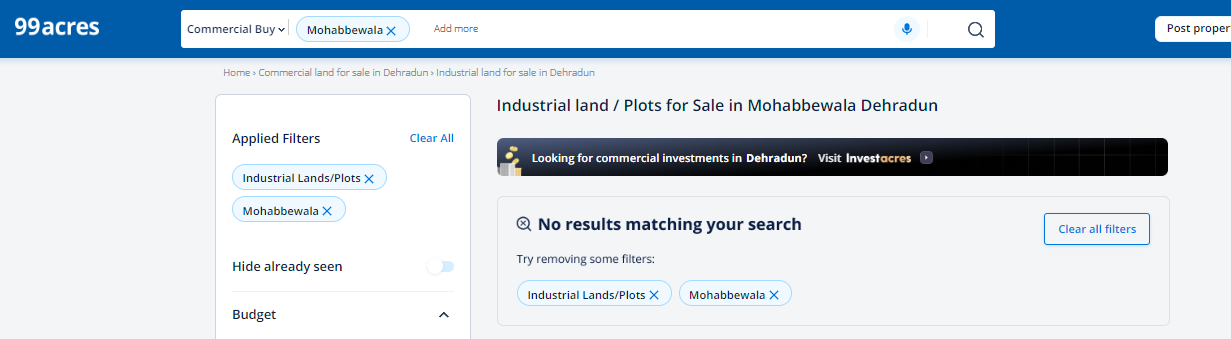 99acres
Commercial Buy
Mohabbewala
Add more
Post proper
Home › Commercial land for sale in Dehradun › Industrial land for sale in Dehradun
Applied Filters
Clear All
Industrial Lands/Plots
Mohabbewala
Hide already seen
Budget
Industrial land / Plots for Sale in Mohabbewala Dehradun
Looking for commercial investments in Dehradun? Visit Investacres
No results matching your search
Clear all filters
Try removing some filters:
Industrial Lands/Plots
Mohabbewala